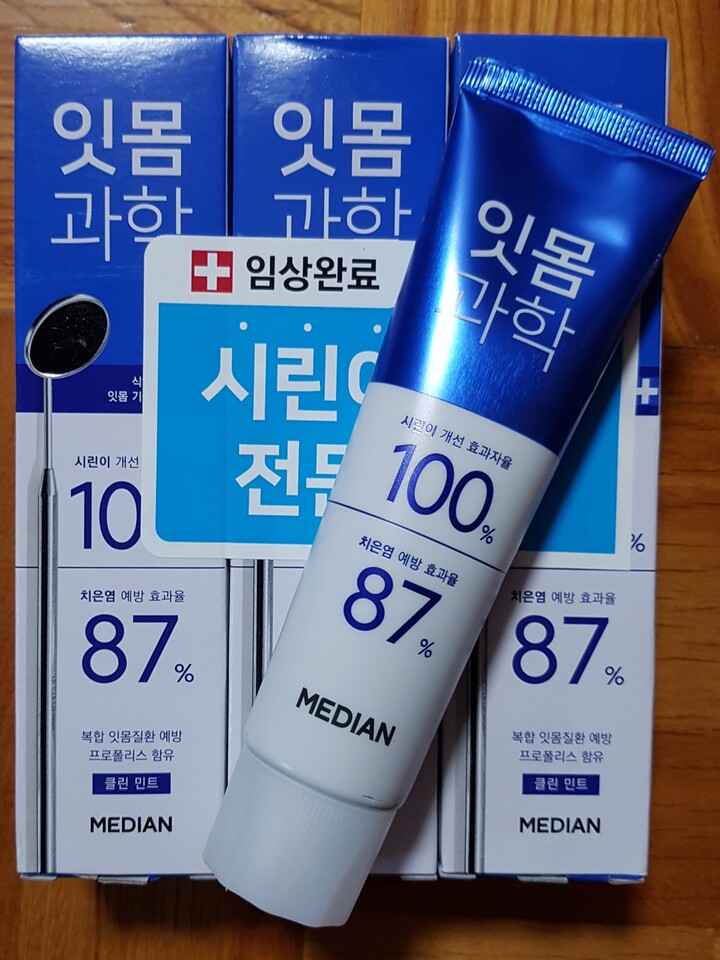 잇몸
과학
시린이 개선
10
치은염 예방 효과율
87%
복합 잇몸질환 예방
프로폴리스 함유
클린 민트
MEDIAN
잇몸
과학
임상완료
시린이
잇몸
과학
시린이 개선 효과자율
100%
치은염 예방 효과율
87%
MEDIAN
%
치은염 예방 효과율
87%
복합 잇몸질환 예방
프로폴리스 함유
클린 민트
MEDIAN